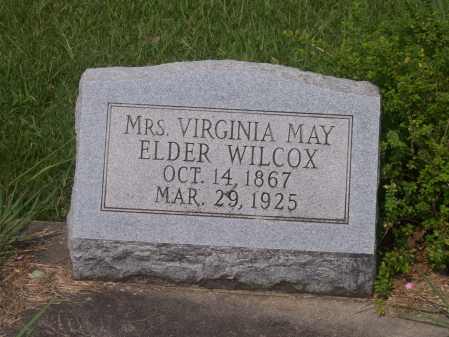 MRS. VIRGINIA MAY
ELDER WILCOX
OCT. 14, 1867
MAR. 29, 1925